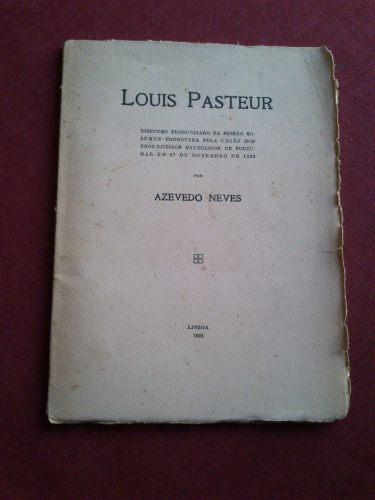 LOUIS PASTEUR
DISCURSO PRONUNCIADO NA SESSÃO SO-
LEMNE PROMOVIDA PELA UNIÃO DOS
ENGENHEIROS CATHOLICOS DE PORTU-
GAL EM 27 DE DEZEMBRO DE 1922
POR
AZEVEDO NEVES
LISBOA
1923